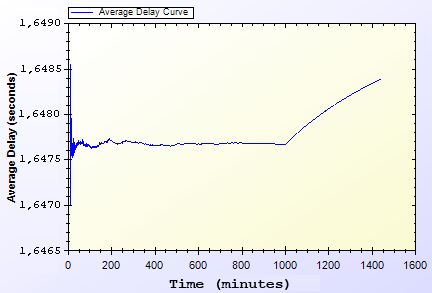 Average Delay Curve
1,6490
1,6485
1,6480
1,6475
1,6470
1,6465
Average Delay (seconds)
0 200 400 600 800 1000 1200 1400 1600
Time (minutes)